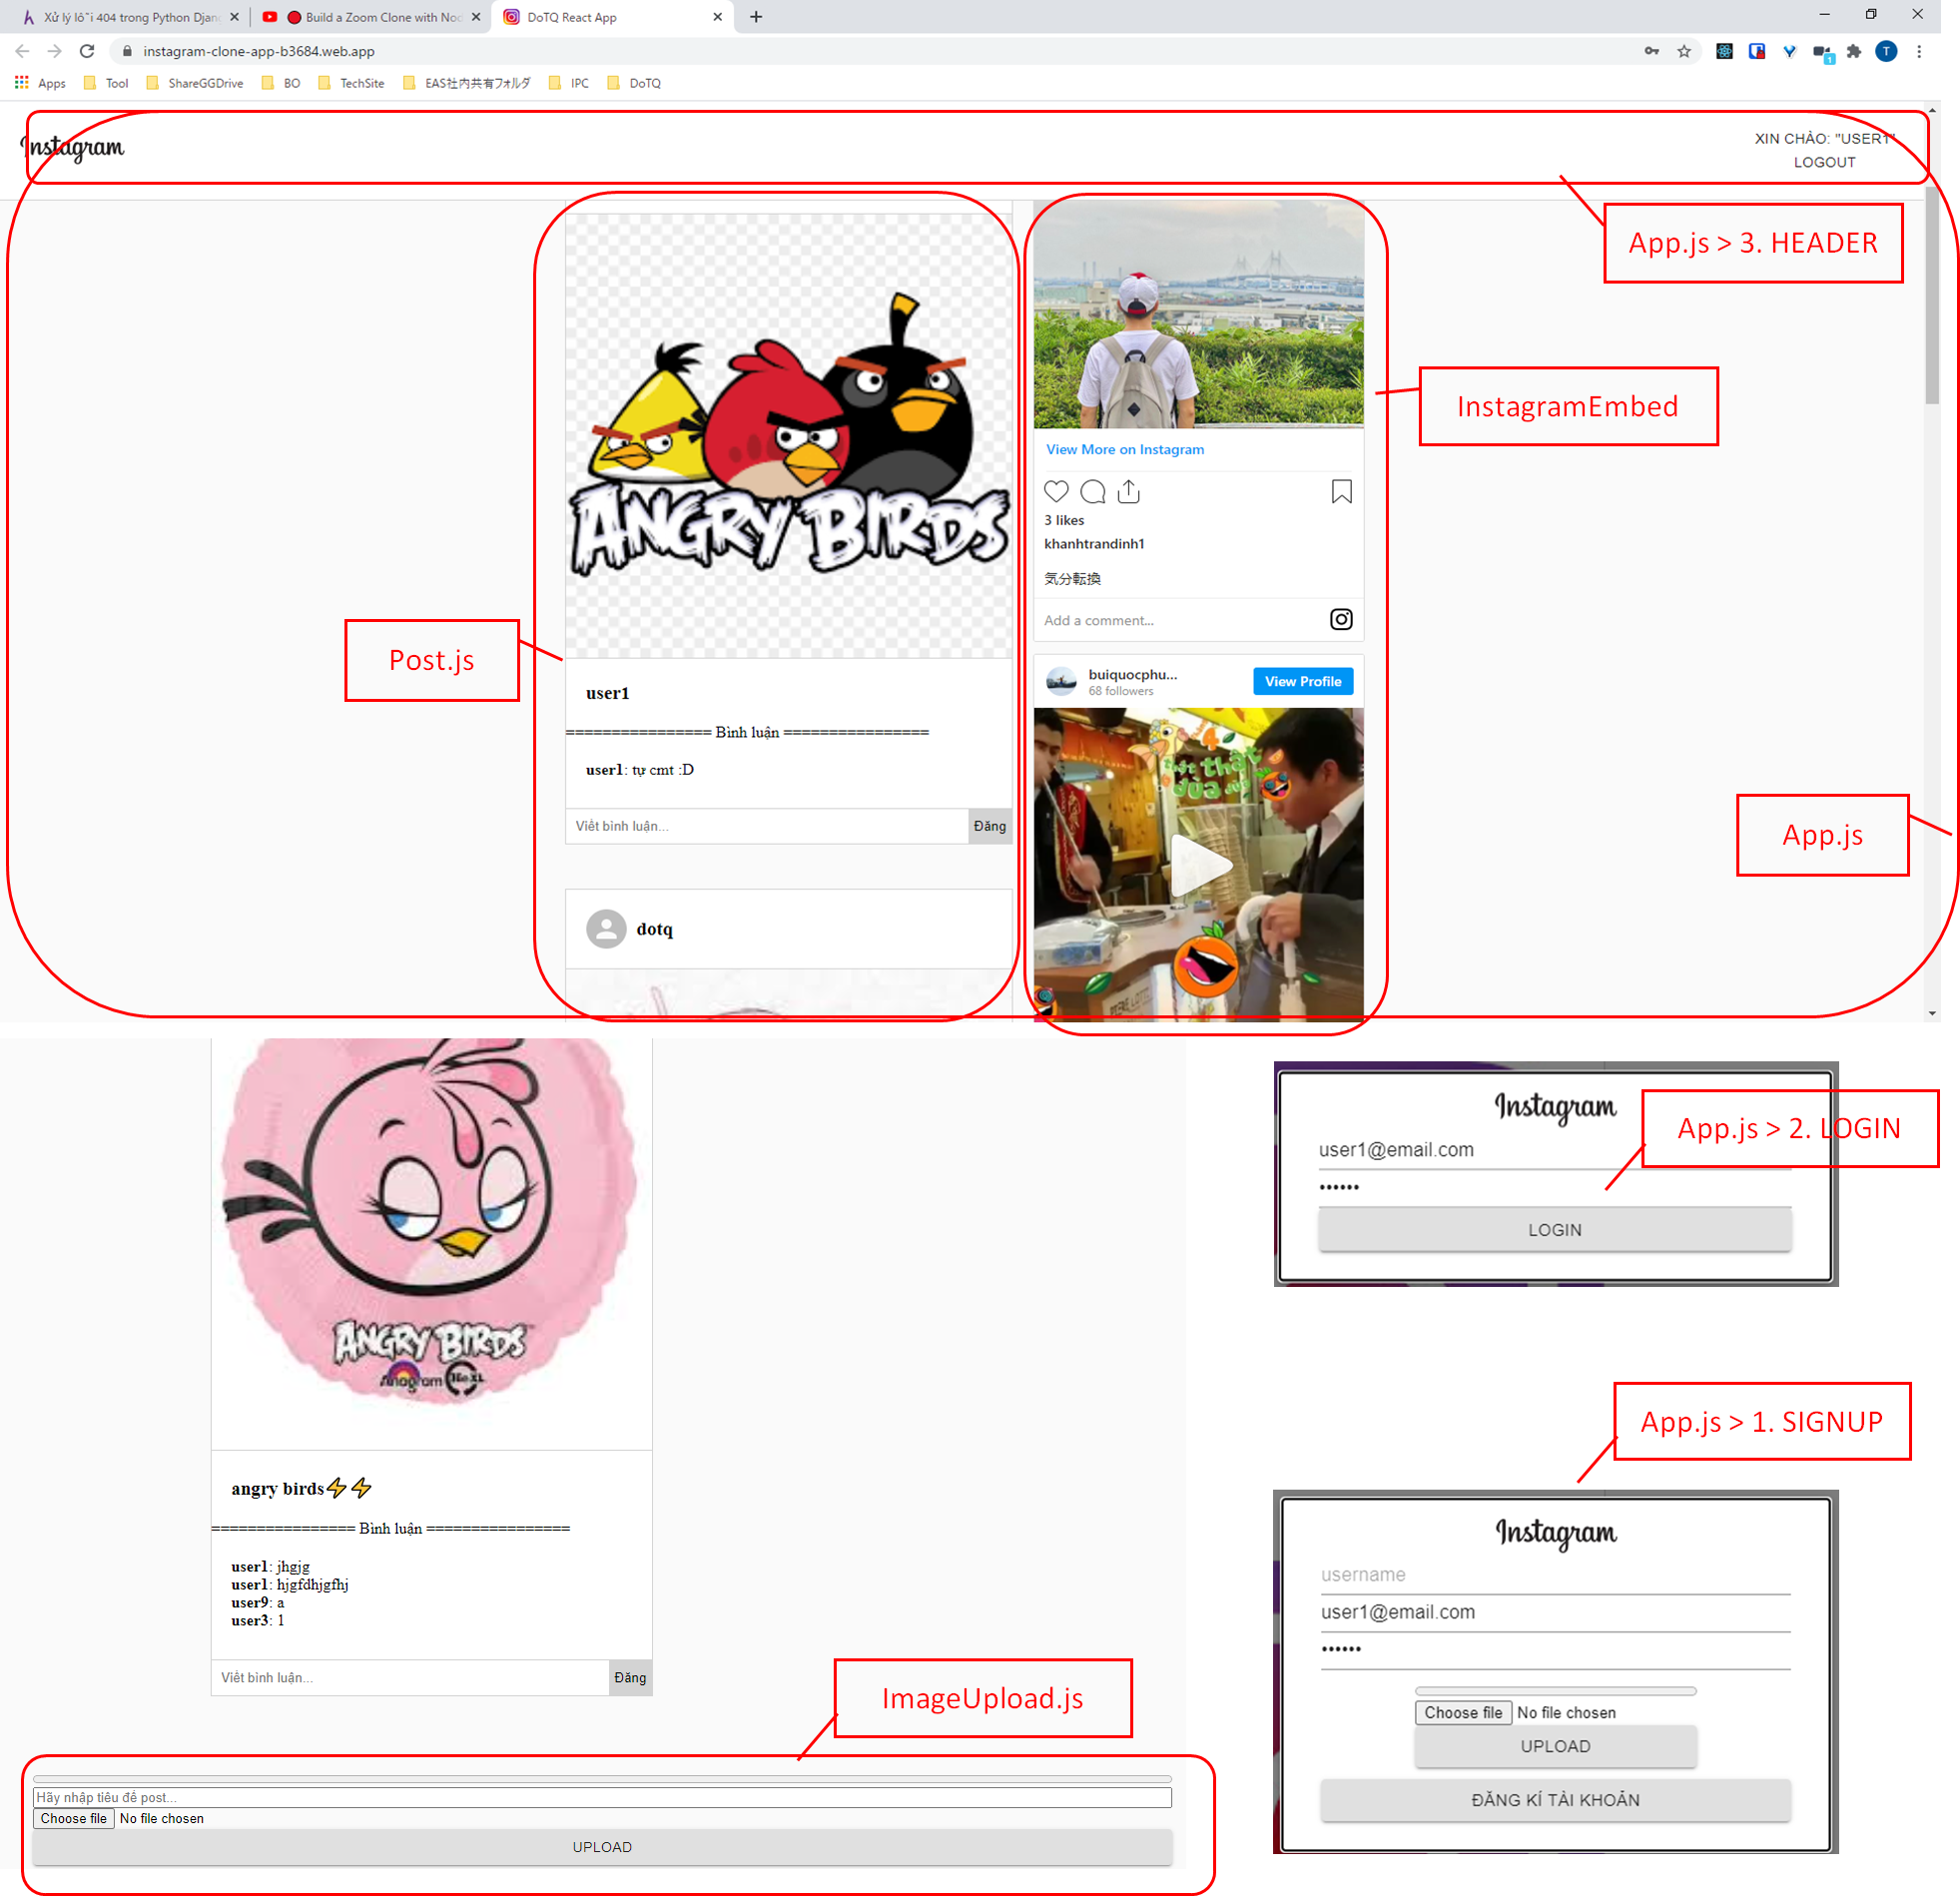 Xử lý lỗi 404 trong Python Djan
Build a Zoom Clone with Nod
DoTQ React App
instagram-clone-app-b3684.web.app
T
1
Apps
Tool
ShareGGDrive
BO
TechSite
EAS社内共有フォルダ
IPC
DoTQ
Instagram
XIN CHÀO: "USER1"
LOGOUT
App.js > 3. HEADER
ANGRY BIRDS
InstagramEmbed
View More on Instagram
3 likes
khanhtrandinh1
気分転換
Add a comment...
Post.js
user1
================ Bình luận ================
user1: tự cmt :D
Viết bình luận...
Đăng
buiquocphu...
68 followers
View Profile
thật thật
đùa
App.js
dotq
ANGRY BIRDS
Anagram
angry birds⚡⚡
================ Bình luận ================
user1: jhgjg
user1: hjgfdhjgfhj
user9: a
user3: 1
Viết bình luận...
Đăng
ImageUpload.js
Hãy nhập tiêu đề post...
Choose file No file chosen
UPLOAD
Instagram
App.js > 2. LOGIN
user1@email.com
••••••
LOGIN
App.js > 1. SIGNUP
Instagram
username
user1@email.com
••••••
Choose file No file chosen
UPLOAD
ĐĂNG KÍ TÀI KHOẢN